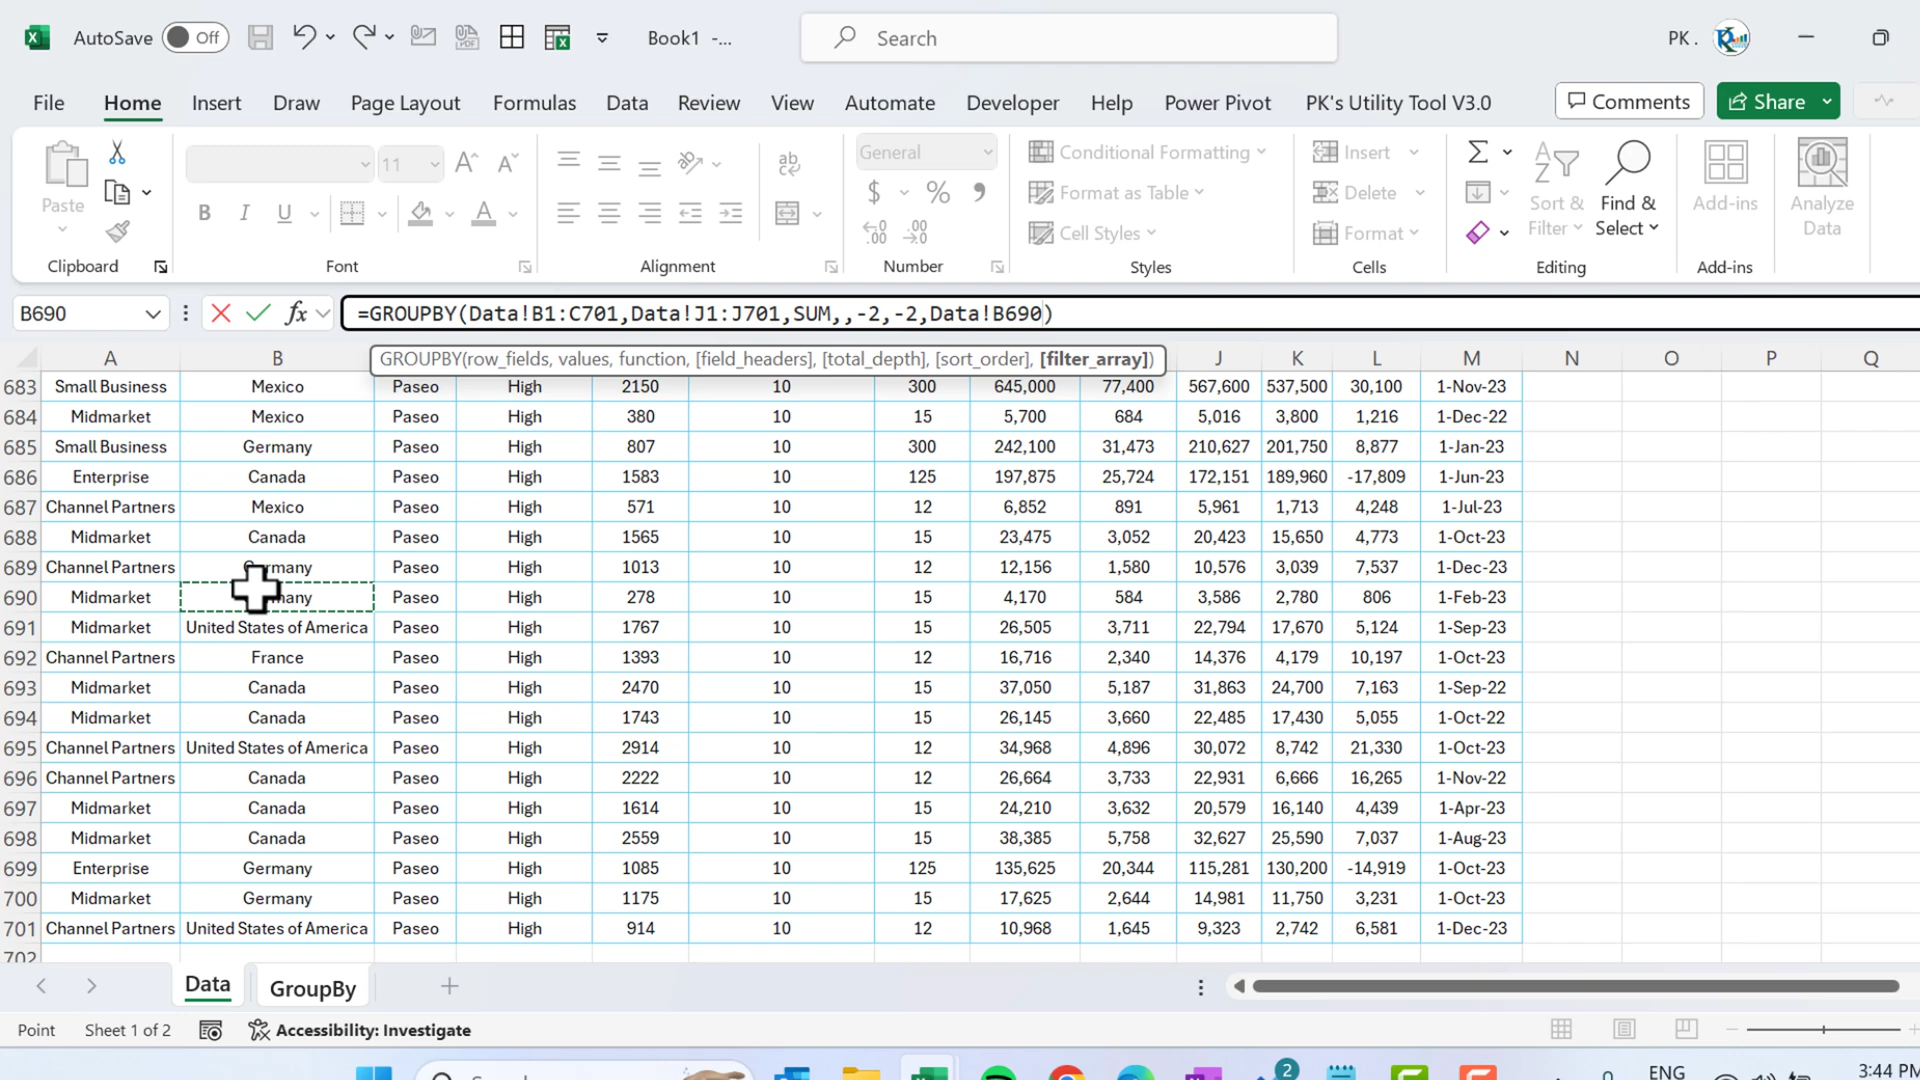 AutoSave Off Book1 -... Search PK .
File Home Insert Draw Page Layout Formulas Data Review View Automate Developer Help Power Pivot PK's Utility Tool V3.0 Comments Share
Paste 11 General Conditional Formatting Insert
Format as Table Delete Sort & Filter Find & Select Add-ins Analyze Data
Cell Styles Format
Clipboard Font Alignment Number Styles Cells Editing Add-ins
B690 fx =GROUPBY(Data!B1:C701,Data!J1:J701,SUM,,-2,-2,Data!B690)
GROUPBY(row_fields, values, function, [field_headers], [total_depth], [sort_order], [filter_array])
A B J K L M N O P Q
683 Small Business Mexico Paseo High 2150 10 300 645,000 77,400 567,600 537,500 30,100 1-Nov-23
684 Midmarket Mexico Paseo High 380 10 15 5,700 684 5,016 3,800 1,216 1-Dec-22
685 Small Business Germany Paseo High 807 10 300 242,100 31,473 210,627 201,750 8,877 1-Jan-23
686 Enterprise Canada Paseo High 1583 10 125 197,875 25,724 172,151 189,960 -17,809 1-Jun-23
687 Channel Partners Mexico Paseo High 571 10 12 6,852 891 5,961 1,713 4,248 1-Jul-23
688 Midmarket Canada Paseo High 1565 10 15 23,475 3,052 20,423 15,650 4,773 1-Oct-23
689 Channel Partners Germany Paseo High 1013 10 12 12,156 1,580 10,576 3,039 7,537 1-Dec-23
690 Midmarket Germany Paseo High 278 10 15 4,170 584 3,586 2,780 806 1-Feb-23
691 Midmarket United States of America Paseo High 1767 10 15 26,505 3,711 22,794 17,670 5,124 1-Sep-23
692 Channel Partners France Paseo High 1393 10 12 16,716 2,340 14,376 4,179 10,197 1-Oct-23
693 Midmarket Canada Paseo High 2470 10 15 37,050 5,187 31,863 24,700 7,163 1-Sep-22
694 Midmarket Canada Paseo High 1743 10 15 26,145 3,660 22,485 17,430 5,055 1-Oct-22
695 Channel Partners United States of America Paseo High 2914 10 12 34,968 4,896 30,072 8,742 21,330 1-Oct-23
696 Channel Partners Canada Paseo High 2222 10 12 26,664 3,733 22,931 6,666 16,265 1-Nov-22
697 Midmarket Canada Paseo High 1614 10 15 24,210 3,632 20,579 16,140 4,439 1-Apr-23
698 Midmarket Canada Paseo High 2559 10 15 38,385 5,758 32,627 25,590 7,037 1-Aug-23
699 Enterprise Germany Paseo High 1085 10 125 135,625 20,344 115,281 130,200 -14,919 1-Oct-23
700 Midmarket Germany Paseo High 1175 10 15 17,625 2,644 14,981 11,750 3,231 1-Oct-23
701 Channel Partners United States of America Paseo High 914 10 12 10,968 1,645 9,323 2,742 6,581 1-Dec-23
702
Data GroupBy
Point Sheet 1 of 2 Accessibility: Investigate
2 ENG 3:44 PM